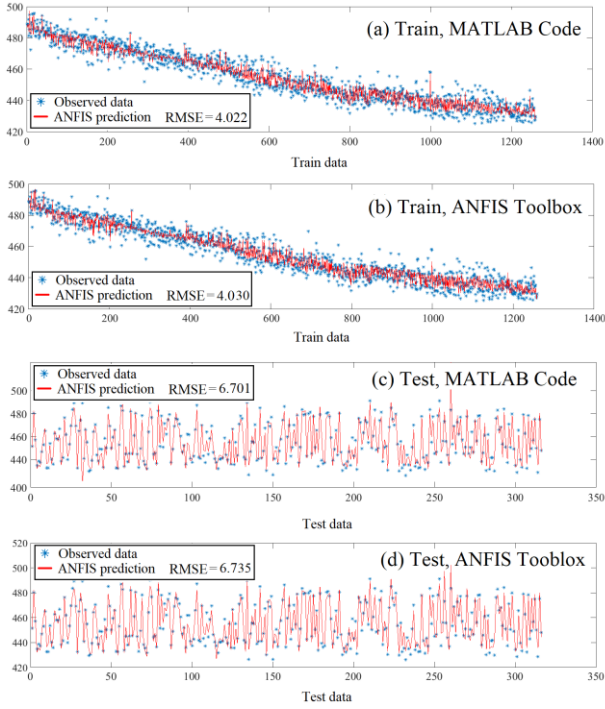 500
(a) Train, MATLAB Code
480
460
Observed data
440
ANFIS prediction RMSE=4.022
420
0 200 400 600 800 1000 1200 1400
Train data
500
(b) Train, ANFIS Toolbox
480
460
Observed data
440
ANFIS prediction RMSE=4.030
420
0 200 400 600 800 1000 1200 1400
Train data
Observed data
(c) Test, MATLAB Code
500
ANFIS prediction RMSE=6.701
480
460
440
400
0 50 100 150 200 250 300 350
Test data
520
Observed data
(d) Test, ANFIS Tooblox
500
ANFIS prediction RMSE=6.735
480
460
440
420
0 50 100 150 200 250 300 350
Test data